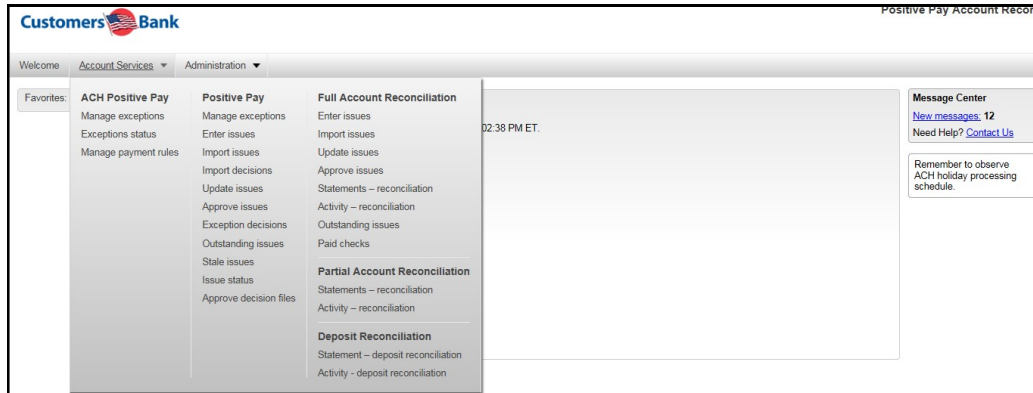 Positive Pay Account Recon
Customers Bank
Welcome Account Services Administration
Favorites:
ACH Positive Pay
Manage exceptions
Exceptions status
Manage payment rules
Positive Pay
Manage exceptions
Enter issues
Import issues
Import decisions
Update issues
Approve issues
Exception decisions
Outstanding issues
Stale issues
Issue status
Approve decision files
Full Account Reconciliation
Enter issues
Import issues
Update issues
Approve issues
Statements – reconciliation
Activity – reconciliation
Outstanding issues
Paid checks
Partial Account Reconciliation
Statements – reconciliation
Activity – reconciliation
Deposit Reconciliation
Statement – deposit reconciliation
Activity - deposit reconciliation
02:38 PM ET.
Message Center
New messages: 12
Need Help? Contact Us
Remember to observe
ACH holiday processing
schedule.